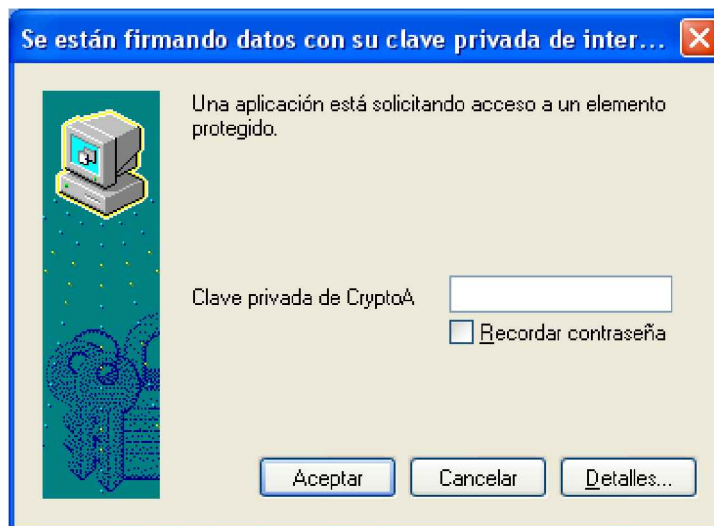 Se están firmando datos con su clave privada de inter...
Una aplicación está solicitando acceso a un elemento
protegido.
Clave privada de CryptoA
Recordar contraseña
Aceptar Cancelar Detalles...